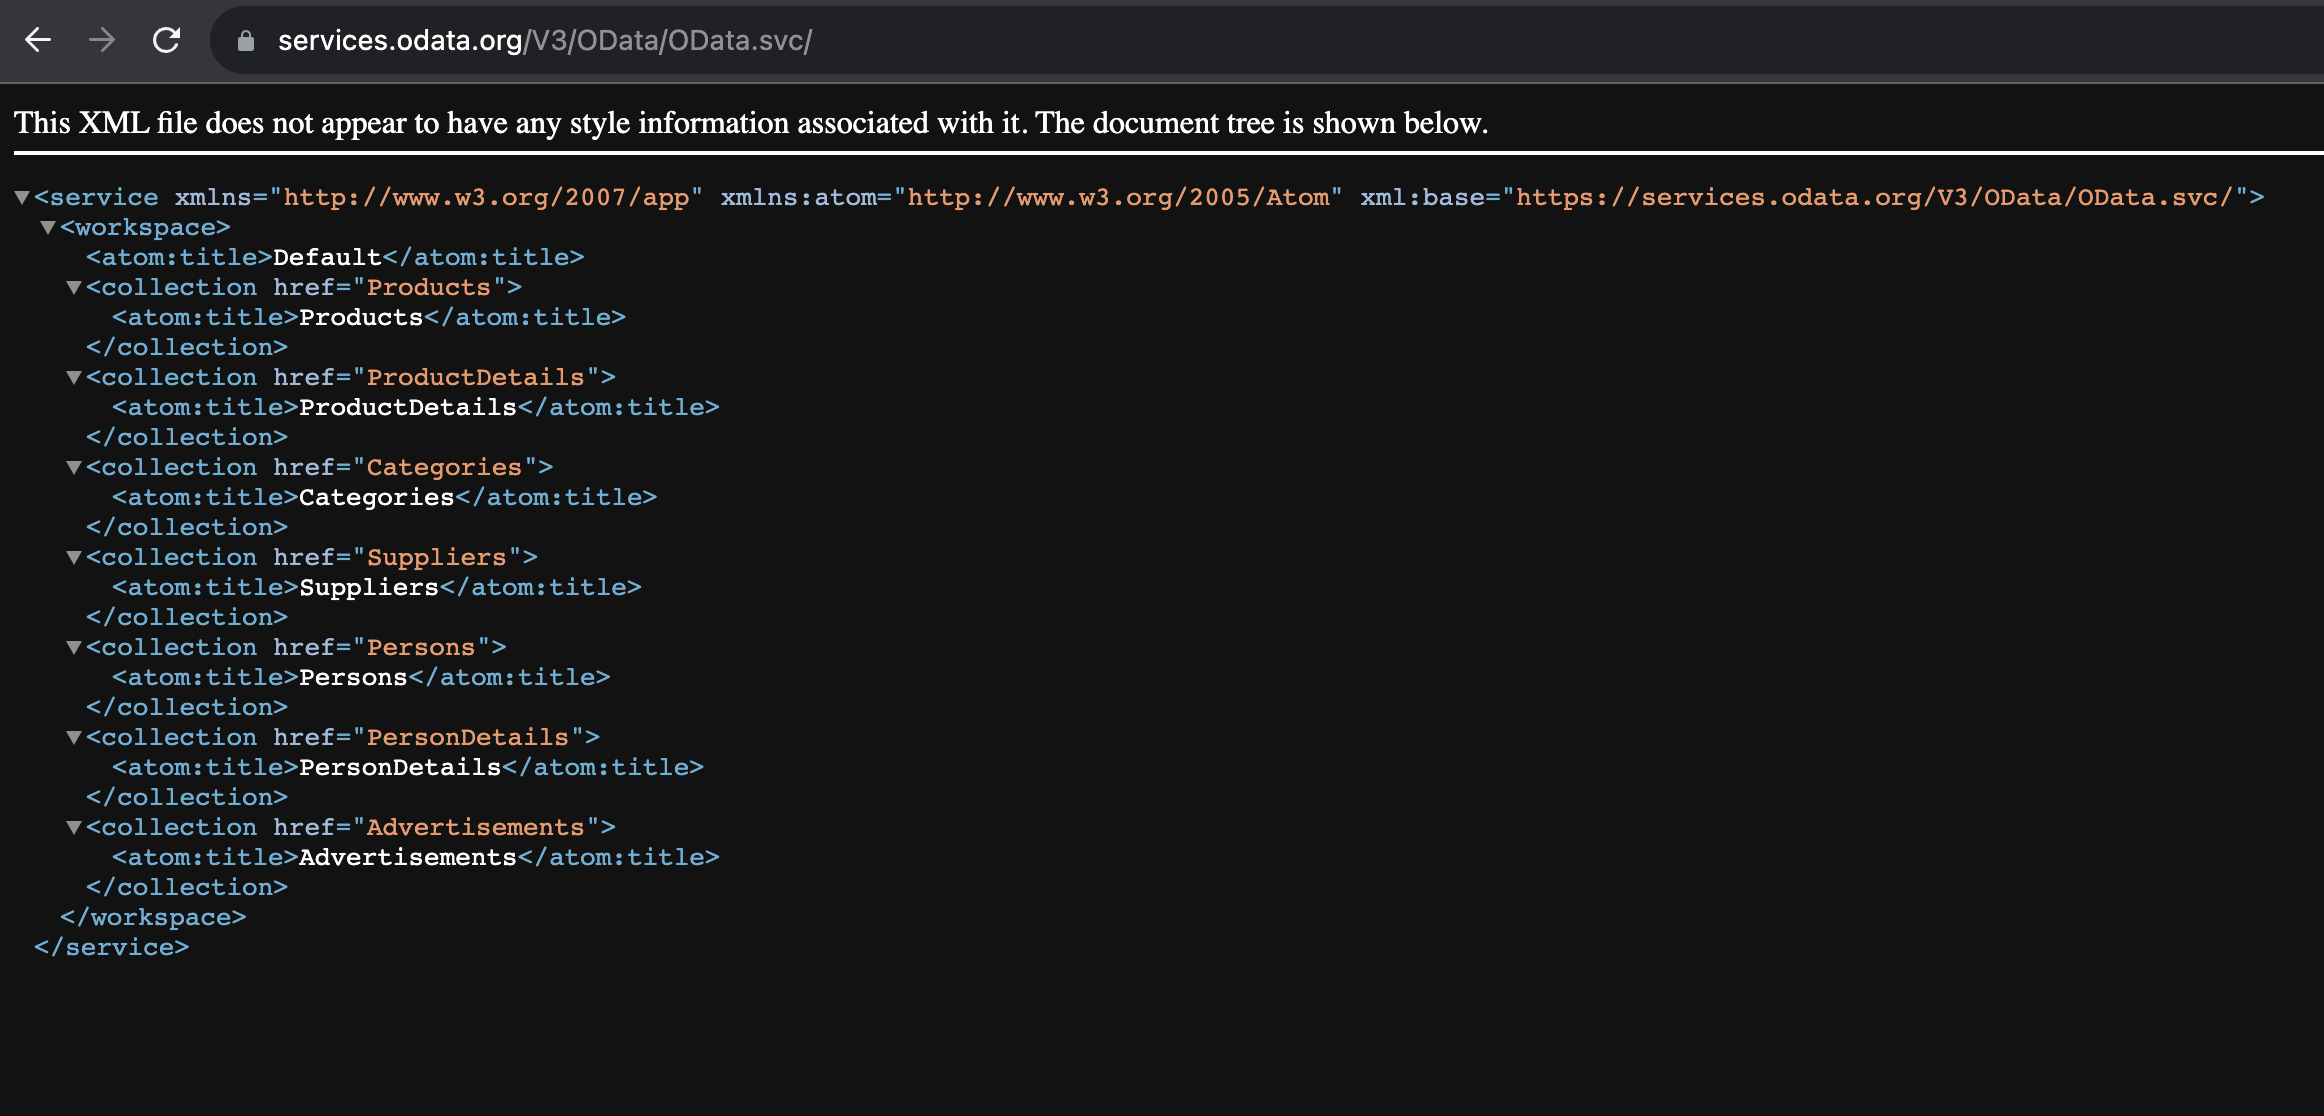 services.odata.org/V3/OData/OData.svc/
This XML file does not appear to have any style information associated with it. The document tree is shown below.
<service xmlns="http://www.w3.org/2007/app" xmlns:atom="http://www.w3.org/2005/Atom" xml:base="https://services.odata.org/V3/OData/OData.svc/">
<workspace>
<atom:title>Default</atom:title>
<collection href="Products">
<atom:title>Products</atom:title>
</collection>
<collection href="ProductDetails">
<atom:title>ProductDetails</atom:title>
</collection>
<collection href="Categories">
<atom:title>Categories</atom:title>
</collection>
<collection href="Suppliers">
<atom:title>Suppliers</atom:title>
</collection>
<collection href="Persons">
<atom:title>Persons</atom:title>
</collection>
<collection href="PersonDetails">
<atom:title>PersonDetails</atom:title>
</collection>
<collection href="Advertisements">
<atom:title>Advertisements</atom:title>
</collection>
</workspace>
</service>